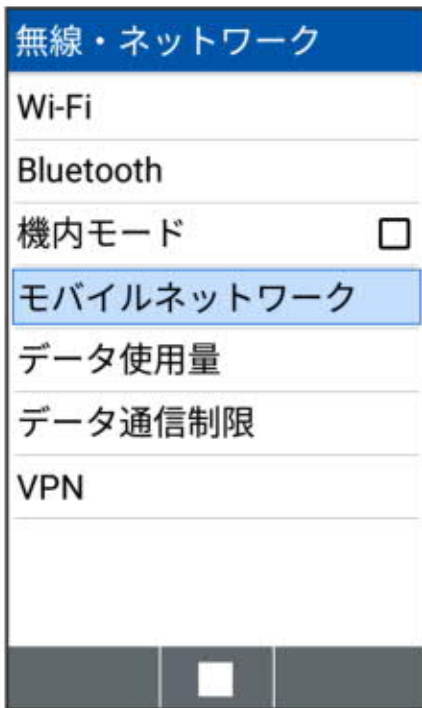 無線・ネットワーク
Wi-Fi
Bluetooth
機内モード
モバイルネットワーク
データ使用量
データ通信制限
VPN